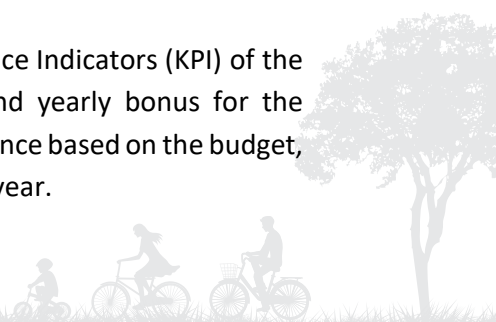 ce Indicators (KPI) of the
nd yearly bonus for the
nce based on the budget,
year.